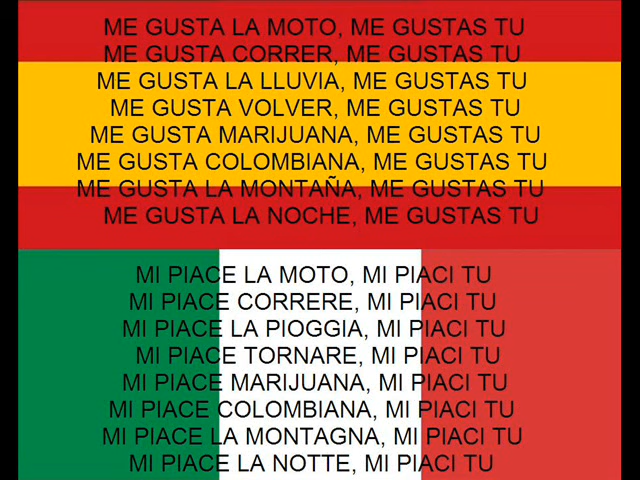 ME GUSTA LA MOTO, ME GUSTAS TU
ME GUSTA CORRER, ME GUSTAS TU
ME GUSTA LA LLUVIA, ME GUSTAS TU
ME GUSTA VOLVER, ME GUSTAS TU
ME GUSTA MARIJUANA, ME GUSTAS TU
ME GUSTA COLOMBIANA, ME GUSTAS TU
ME GUSTA LA MONTAÑA, ME GUSTAS TU
ME GUSTA LA NOCHE, ME GUSTAS TU
MI PIACE LA MOTO, MI PIACI TU
MI PIACE CORRERE, MI PIACI TU
MI PIACE LA PIOGGIA, MI PIACI TU
MI PIACE TORNARE, MI PIACI TU
MI PIACE MARIJUANA, MI PIACI TU
MI PIACE COLOMBIANA, MI PIACI TU
MI PIACE LA MONTAGNA, MI PIACI TU
MI PIACE LA NOTTE, MI PIACI TU